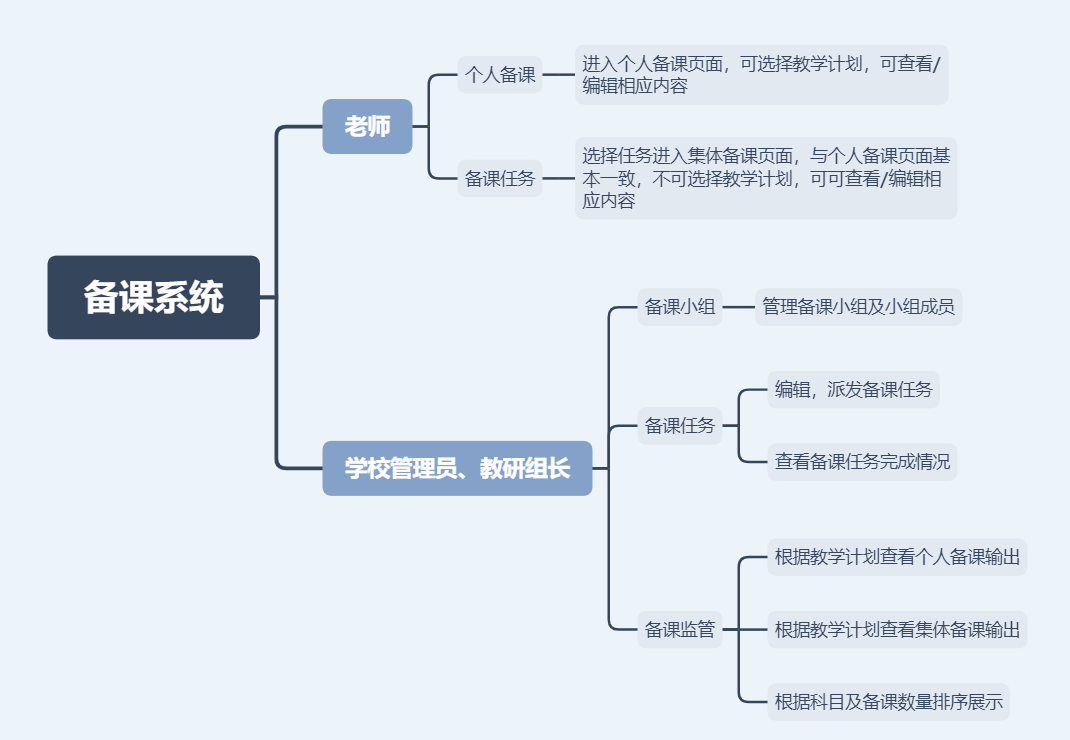 备课系统
老师
个人备课
进入个人备课页面，可选择教学计划，可查看/
编辑相应内容
备课任务
选择任务进入集体备课页面，与个人备课页面基
本一致，不可选择教学计划，可可查看/编辑相
应内容
学校管理员、教研组长
备课小组
管理备课小组及小组成员
备课任务
编辑，派发备课任务
查看备课任务完成情况
备课监管
根据教学计划查看个人备课输出
根据教学计划查看集体备课输出
根据科目及备课数量排序展示